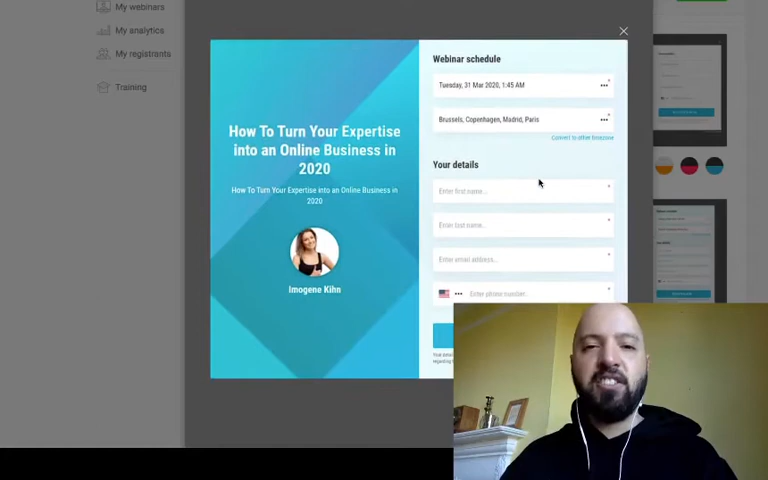 My webinars
My analytics
My registrants
Training
How To Turn Your Expertise
into an Online Business in
2020
How To Turn Your Expertise into an Online Business in
2020
Imogene Kihn
Webinar schedule
Tuesday, 31 Mar 2020, 1:45 AM
Brussels, Copenhagen, Madrid, Paris
Convert to other timezone
Your details
Enter first name...
Enter last name...
Enter email address...
Enter phone number...